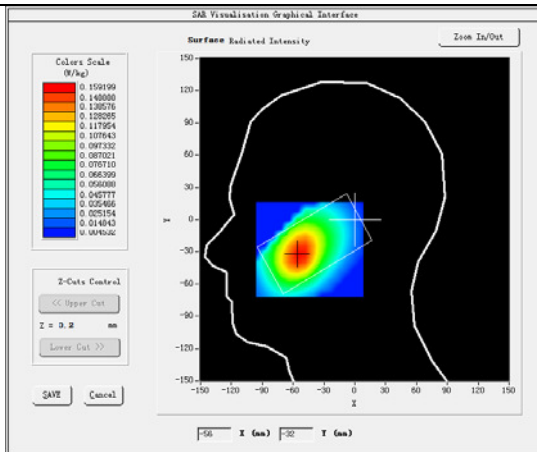 SAR Visualisation Graphical Interface
Surface Radiated Intensity
Zoom In/Out
Colors Scale
(W/kg)
0.159199
0.148888
0.138576
0.128265
0.117954
0.107643
0.097332
0.087021
0.076710
0.066399
0.056088
0.045777
0.035466
0.025154
0.014843
0.004532
150
120
90
60
30
0
-30
-60
-90
-120
-150
Y
-150 -120 -90 -60 -30 0 30 60 90 120 150
X
Z-Cuts Control
<< Upper Cut
Z = 3.2 mm
Lower Cut >>
SAVE Cancel
-56 X (mm) -32 Y (mm)